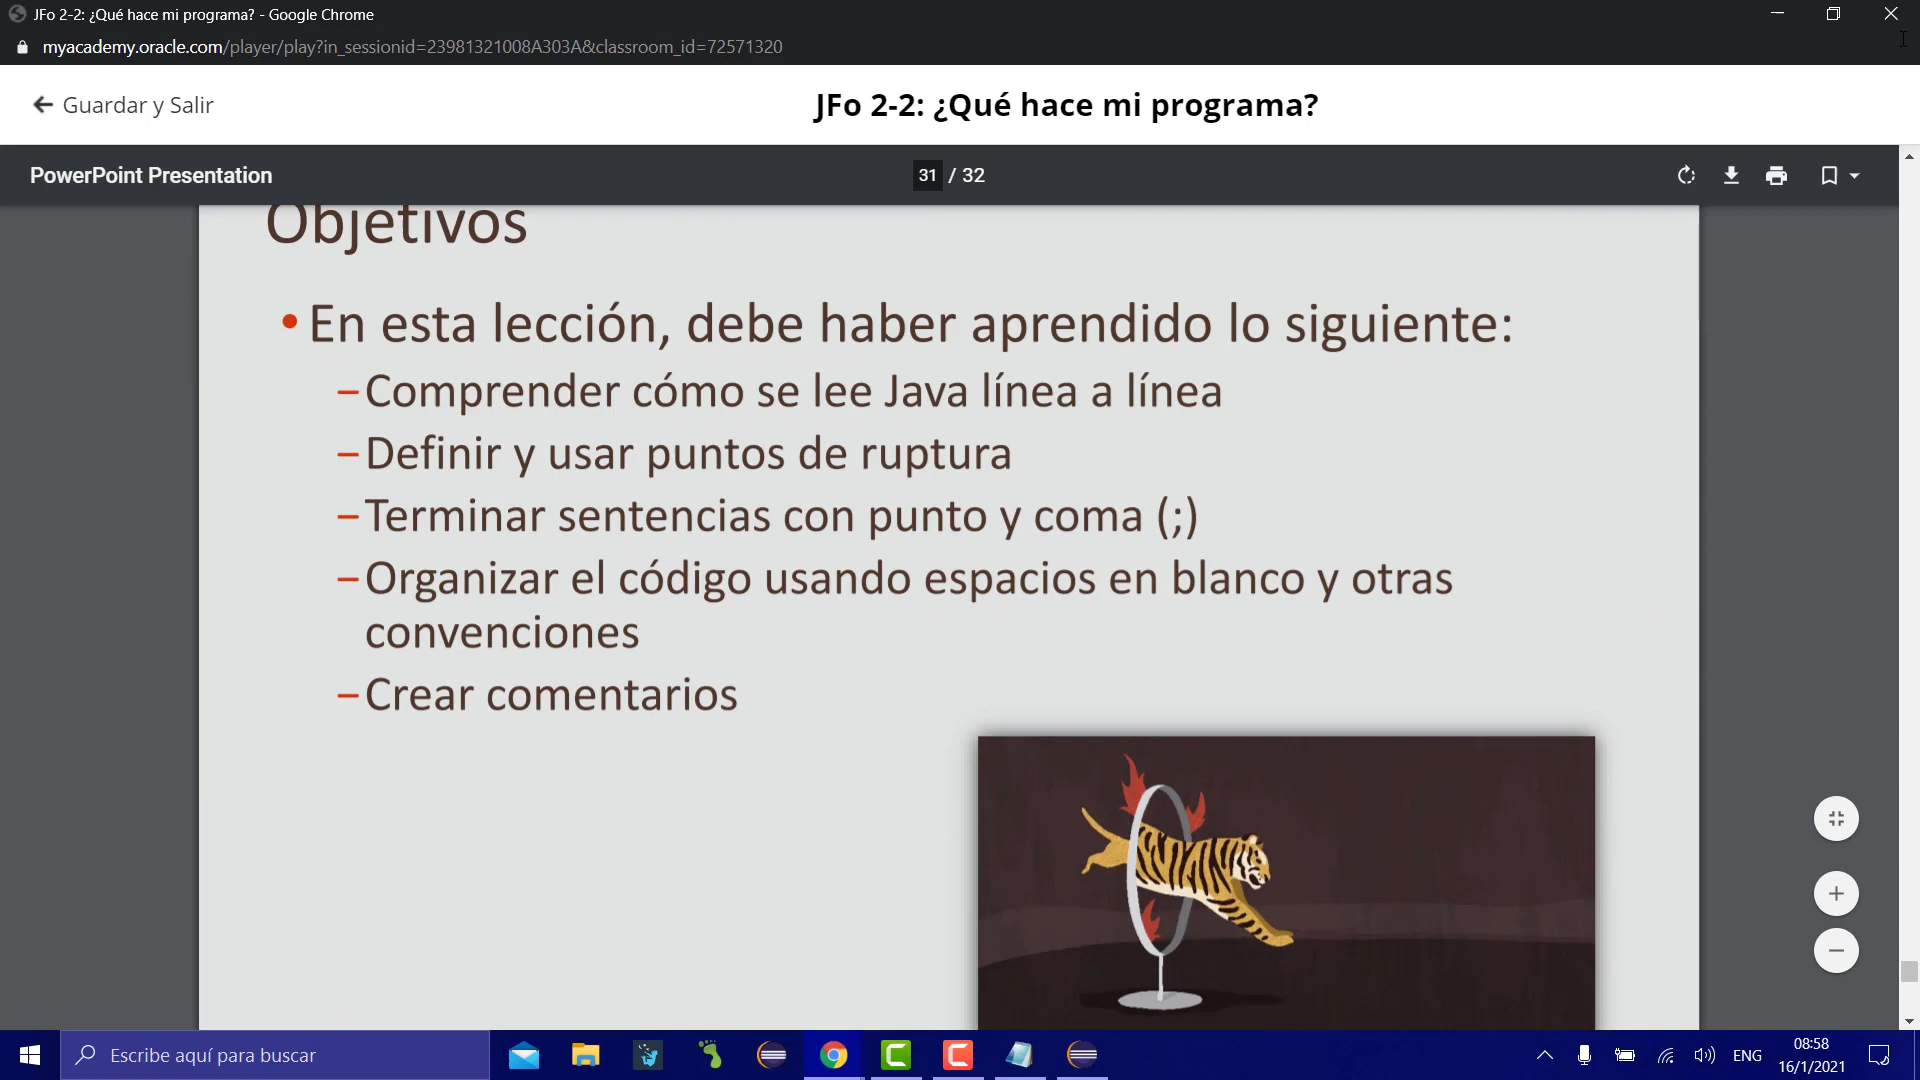 JFo 2-2: ¿Qué hace mi programa? - Google Chrome
myacademy.oracle.com/player/play?in_sessionid=23981321008A303A&classroom_id=72571320
Guardar y Salir
JFo 2-2: ¿Qué hace mi programa?
PowerPoint Presentation
31 / 32
Objetivos
• En esta lección, debe haber aprendido lo siguiente:
–Comprender cómo se lee Java línea a línea
–Definir y usar puntos de ruptura
–Terminar sentencias con punto y coma (;)
–Organizar el código usando espacios en blanco y otras
convenciones
–Crear comentarios
Escribe aquí para buscar
ENG
08:58
16/1/2021